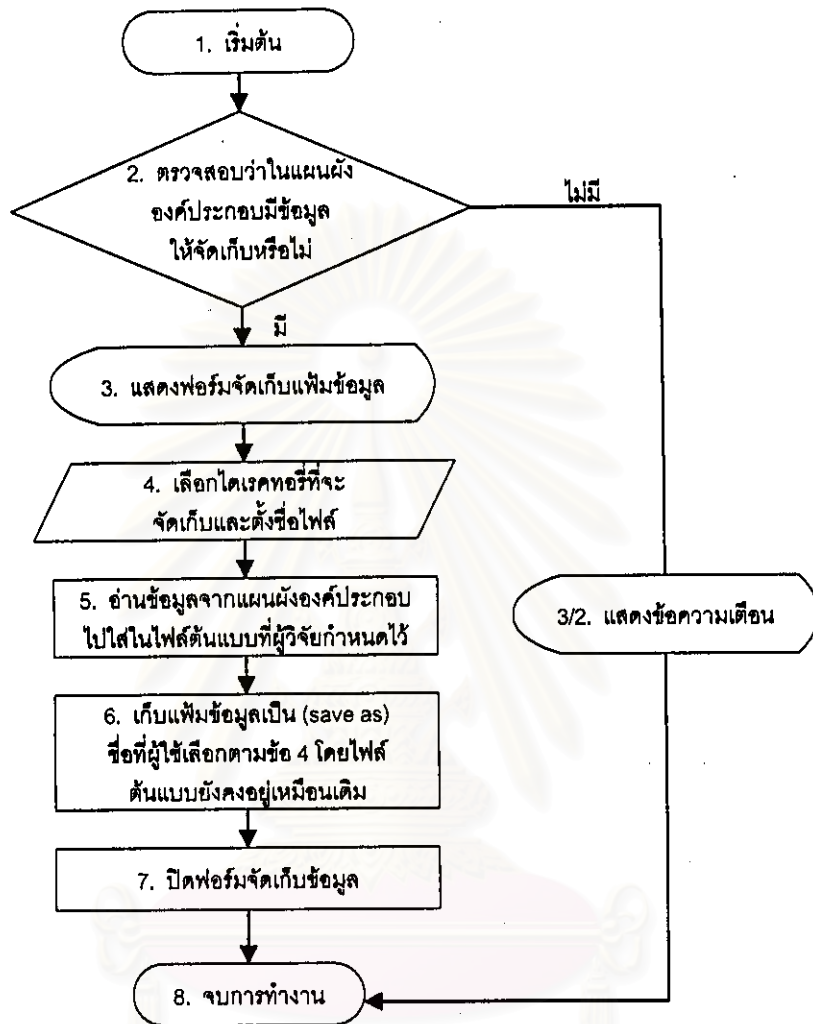 1. เริ่มต้น
2. ตรวจสอบว่าในแผนผัง
องค์ประกอบมีข้อมูล
ให้จัดเก็บหรือไม่
ไม่มี
มี
3. แสดงฟอร์มจัดเก็บแฟ้มข้อมูล
4. เลือกไดเรคทอรี่ที่จะ
จัดเก็บและตั้งชื่อไฟล์
5. อ่านข้อมูลจากแผนผังองค์ประกอบ
ไปใส่ในไฟล์ต้นแบบที่ผู้วิจัยกำหนดไว้
3/2. แสดงข้อความเตือน
6. เก็บแฟ้มข้อมูลเป็น (save as)
ชื่อที่ผู้ใช้เลือกตามข้อ 4 โดยไฟล์
ต้นแบบยังคงอยู่เหมือนเดิม
7. ปิดฟอร์มจัดเก็บข้อมูล
8. จบการทำงาน